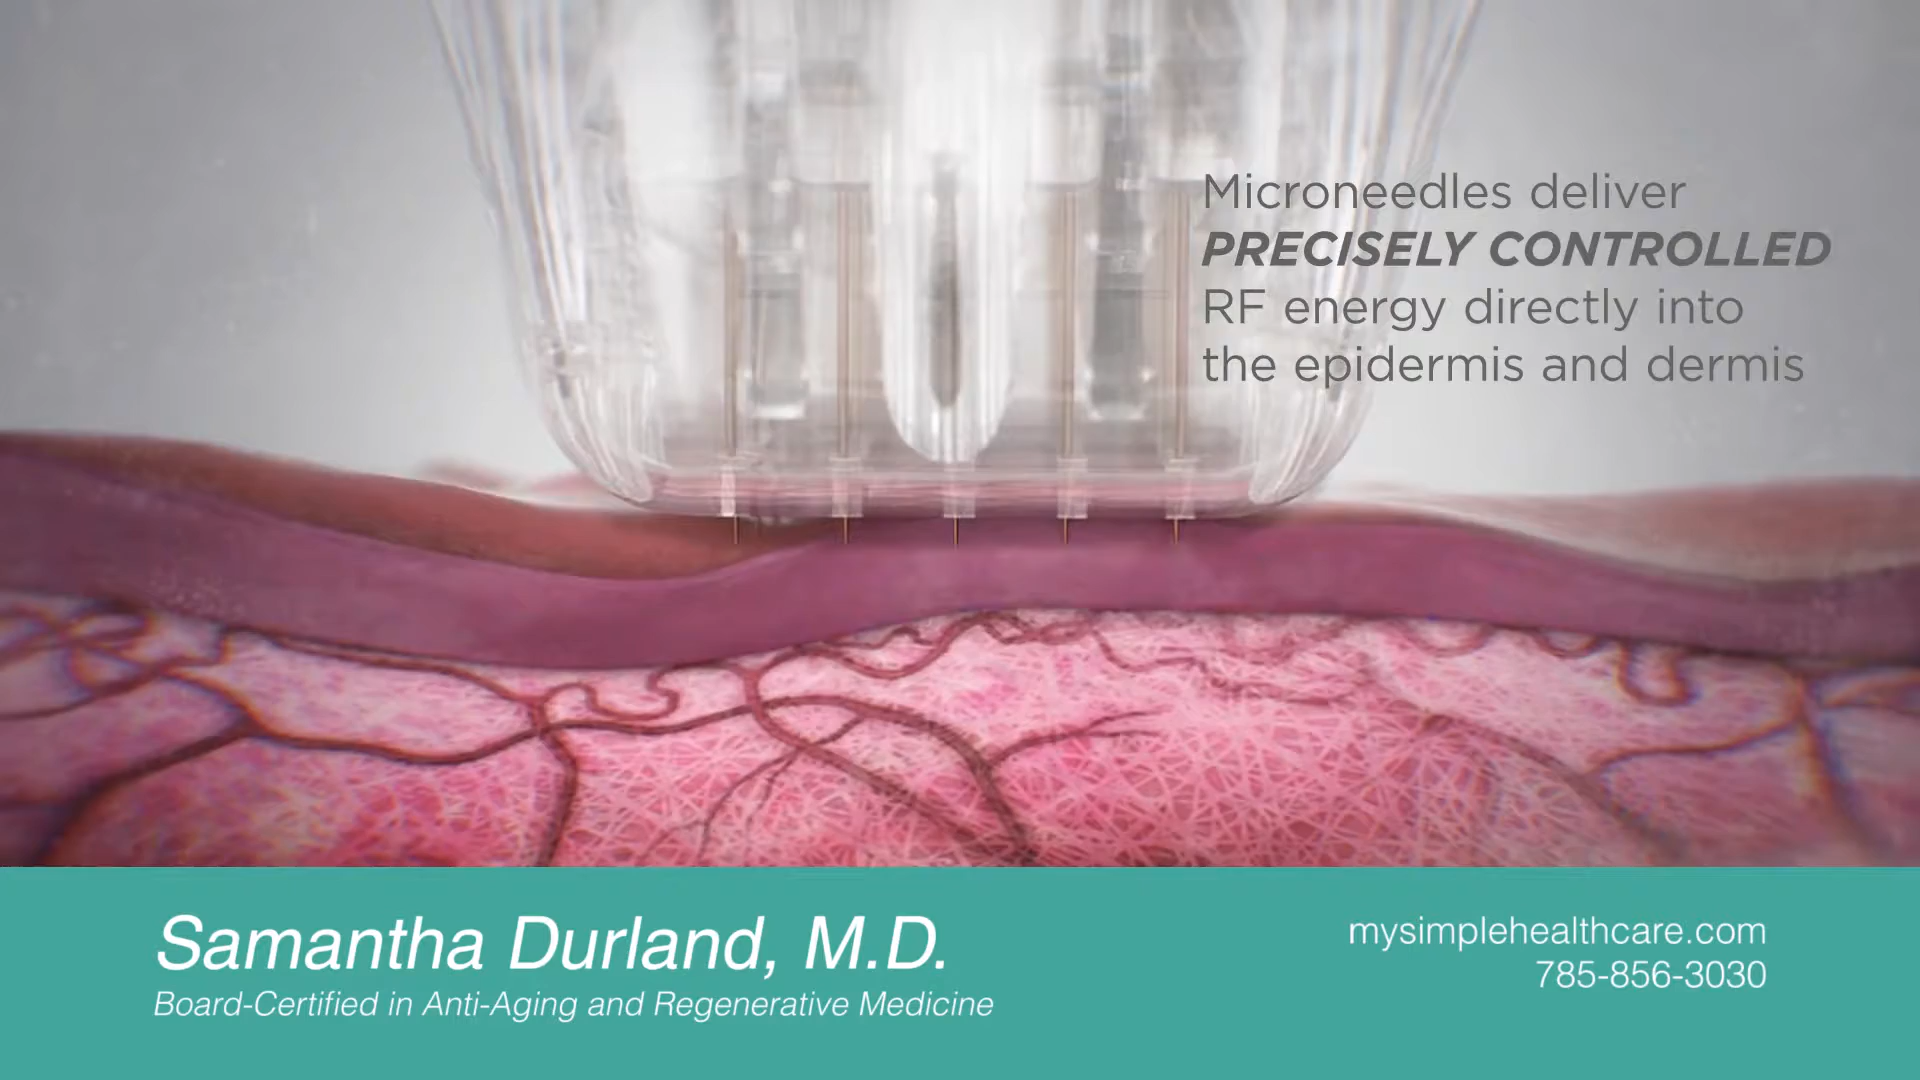 Microneedles deliver
PRECISELY CONTROLLED
RF energy directly into
the epidermis and dermis
Samantha Durland, M.D.
Board-Certified in Anti-Aging and Regenerative Medicine
mysimplehealthcare.com
785-856-3030